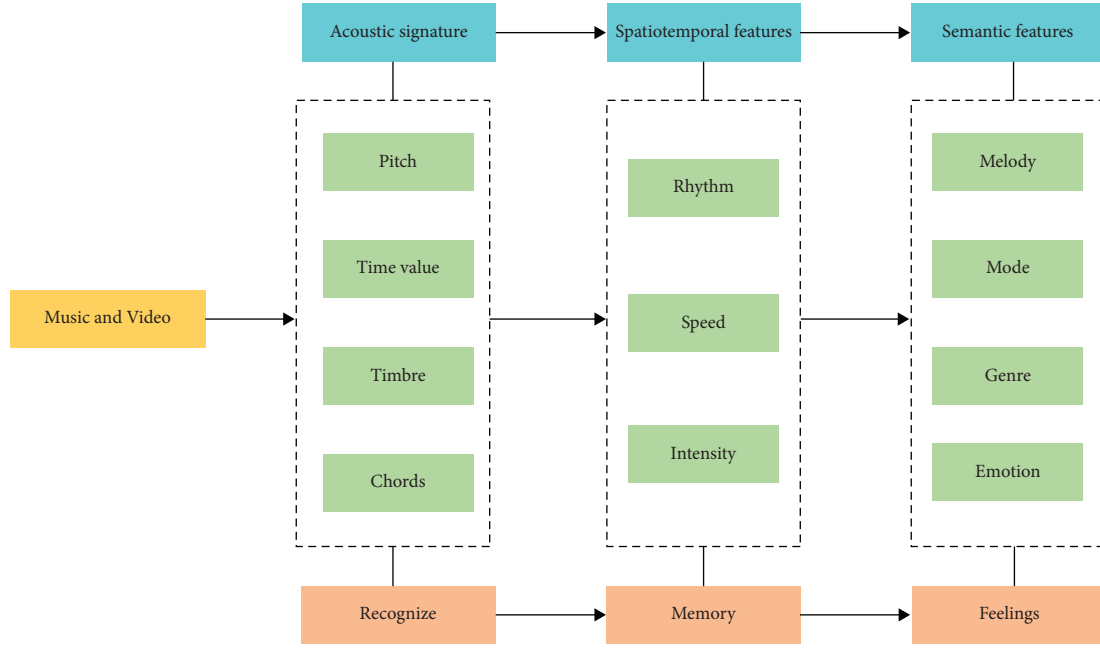 Acoustic signature
Spatiotemporal features
Semantic features
Pitch
Time value
Timbre
Chords
Rhythm
Speed
Intensity
Melody
Mode
Genre
Emotion
Music and Video
Recognize
Memory
Feelings